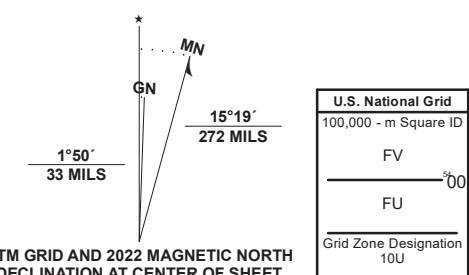 ★
MN
GN
15°19´
272 MILS
1°50´
33 MILS
TM GRID AND 2022 MAGNETIC NORTH
DECLINATION AT CENTER OF SHEET
U.S. National Grid
100,000 - m Square ID
FV
5400
FU
Grid Zone Designation
10U